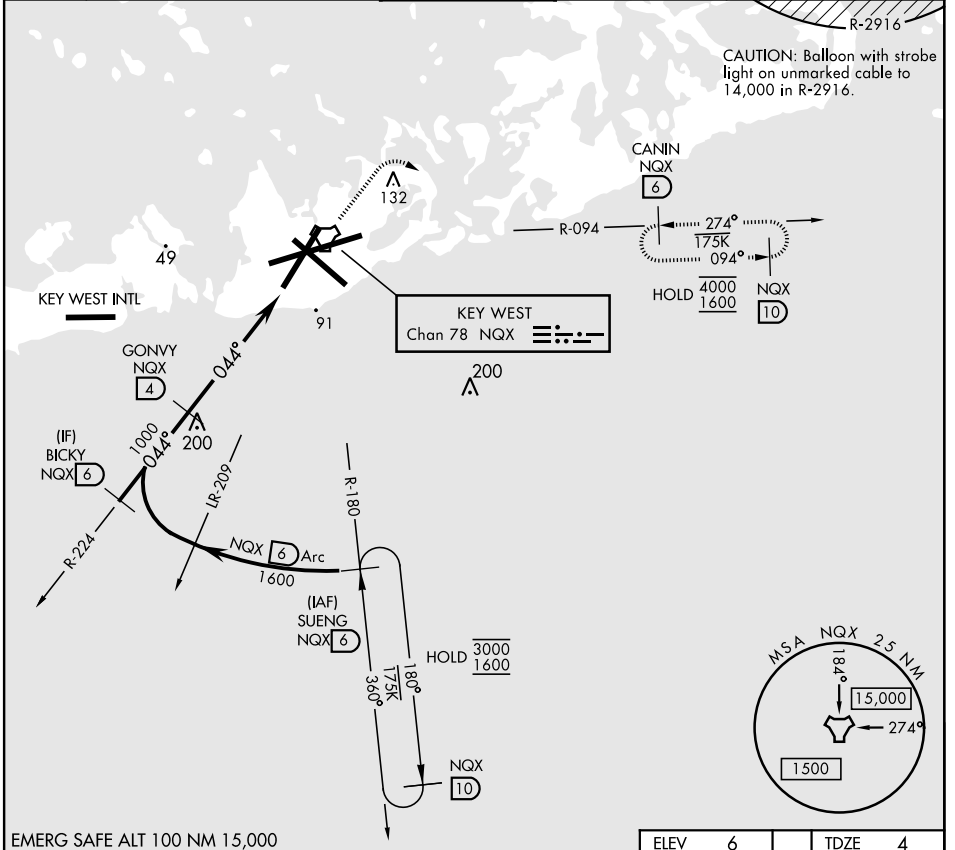 R-2916
CAUTION: Balloon with strobe
light on unmarked cable to
14,000 in R-2916.
CANIN
NQX
6
132
R-094
274°
175K
094°
HOLD 4000
1600
NQX
10
49
KEY WEST INTL
91
KEY WEST
Chan 78 NQX
GONVY
NQX
4
044°
200
200
1000
044°
(IF)
BICKY
NQX 6
LR-209
R-180
R-224
NQX 6 Arc
1600
(IAF)
SUENG
NQX 6
HOLD 3000
1600
175K
180°
360°
NQX
10
MSA NQX 25 NM
184°
15,000
274°
1500
EMERG SAFE ALT 100 NM 15,000
ELEV 6 TDZE 4